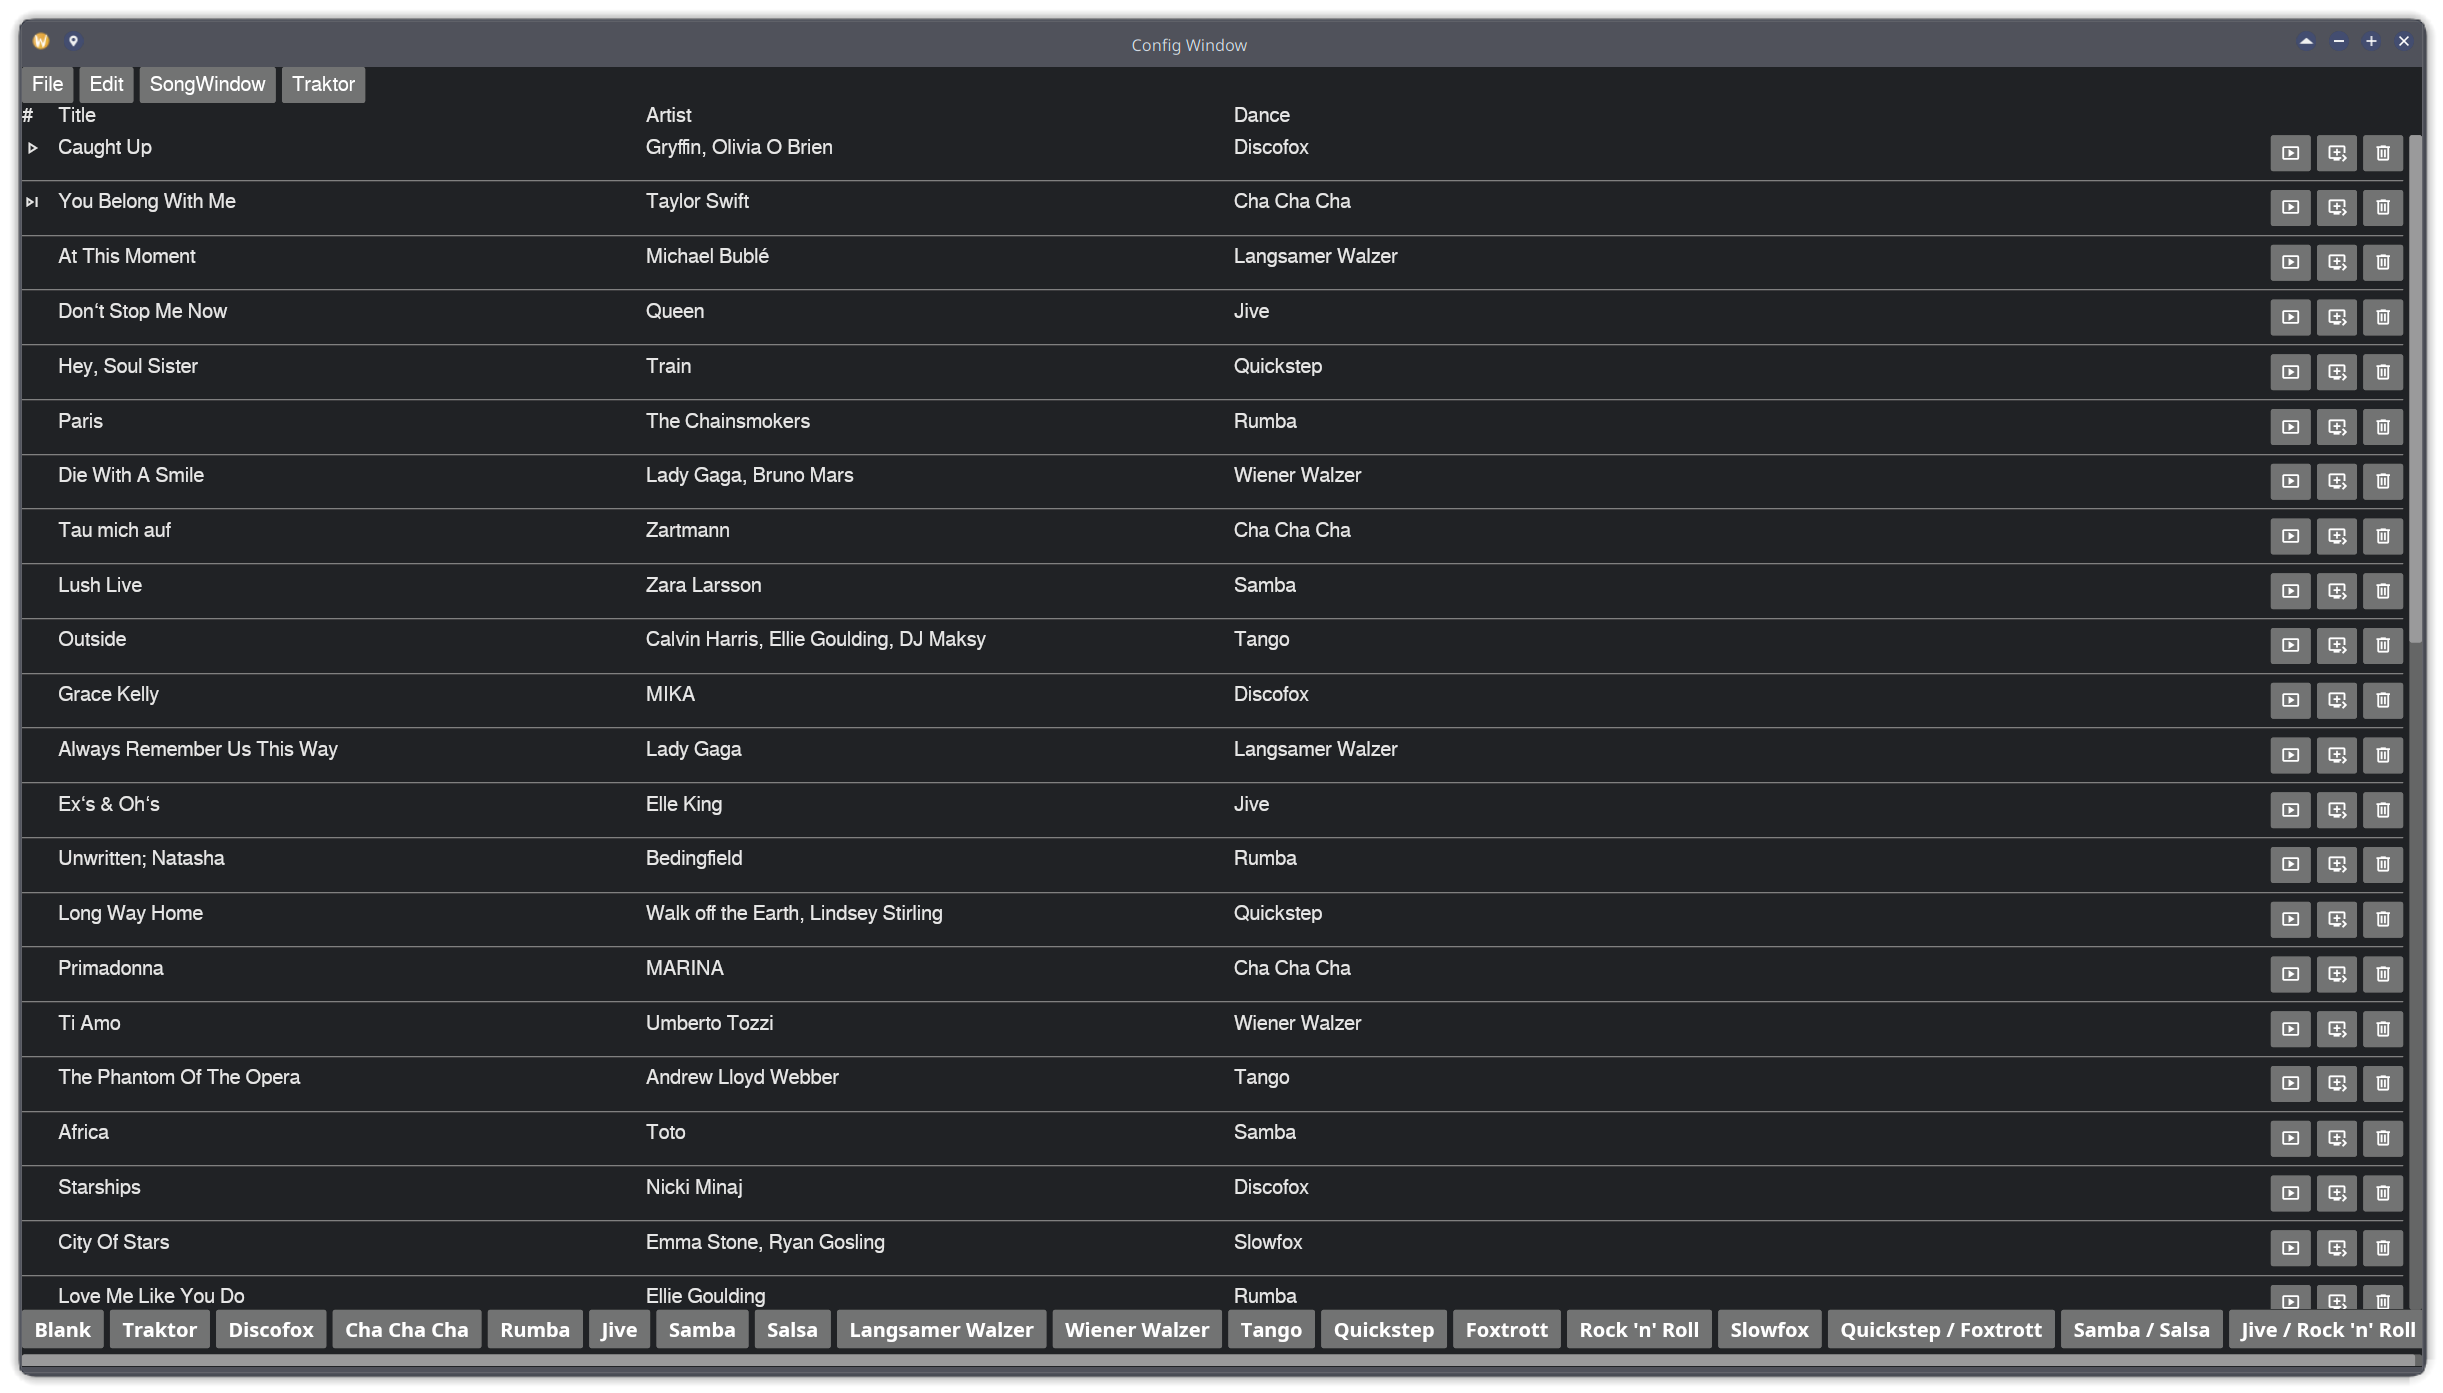 Config Window
File Edit SongWindow Traktor
# Title Artist Dance
Caught Up Gryffin, Olivia O Brien Discofox
You Belong With Me Taylor Swift Cha Cha Cha
At This Moment Michael Bublé Langsamer Walzer
Don‘t Stop Me Now Queen Jive
Hey, Soul Sister Train Quickstep
Paris The Chainsmokers Rumba
Die With A Smile Lady Gaga, Bruno Mars Wiener Walzer
Tau mich auf Zartmann Cha Cha Cha
Lush Live Zara Larsson Samba
Outside Calvin Harris, Ellie Goulding, DJ Maksy Tango
Grace Kelly MIKA Discofox
Always Remember Us This Way Lady Gaga Langsamer Walzer
Ex‘s & Oh‘s Elle King Jive
Unwritten; Natasha Bedingfield Rumba
Long Way Home Walk off the Earth, Lindsey Stirling Quickstep
Primadonna MARINA Cha Cha Cha
Ti Amo Umberto Tozzi Wiener Walzer
The Phantom Of The Opera Andrew Lloyd Webber Tango
Africa Toto Samba
Starships Nicki Minaj Discofox
City Of Stars Emma Stone, Ryan Gosling Slowfox
Love Me Like You Do Ellie Goulding Rumba
Blank Traktor Discofox Cha Cha Cha Rumba Jive Samba Salsa Langsamer Walzer Wiener Walzer Tango Quickstep Foxtrott Rock 'n' Roll Slowfox Quickstep / Foxtrott Samba / Salsa Jive / Rock 'n' Roll